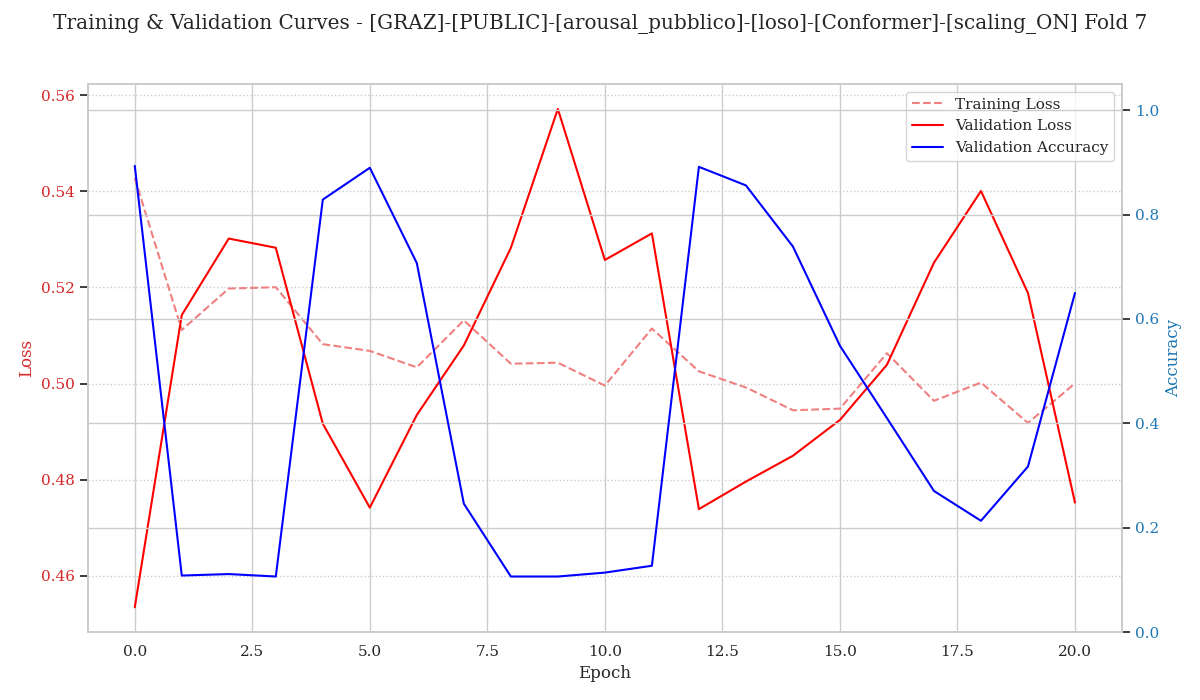 Training & Validation Curves - [GRAZ]-[PUBLIC]-[arousal_pubblico]-[loso]-[Conformer]-[scaling_ON] Fold 7
Training Loss
Validation Loss
Validation Accuracy
0.56
0.54
0.52
0.50
0.48
0.46
Loss
1.0
0.8
0.6
0.4
0.2
0.0
Accuracy
0.0 2.5 5.0 7.5 10.0 12.5 15.0 17.5 20.0
Epoch